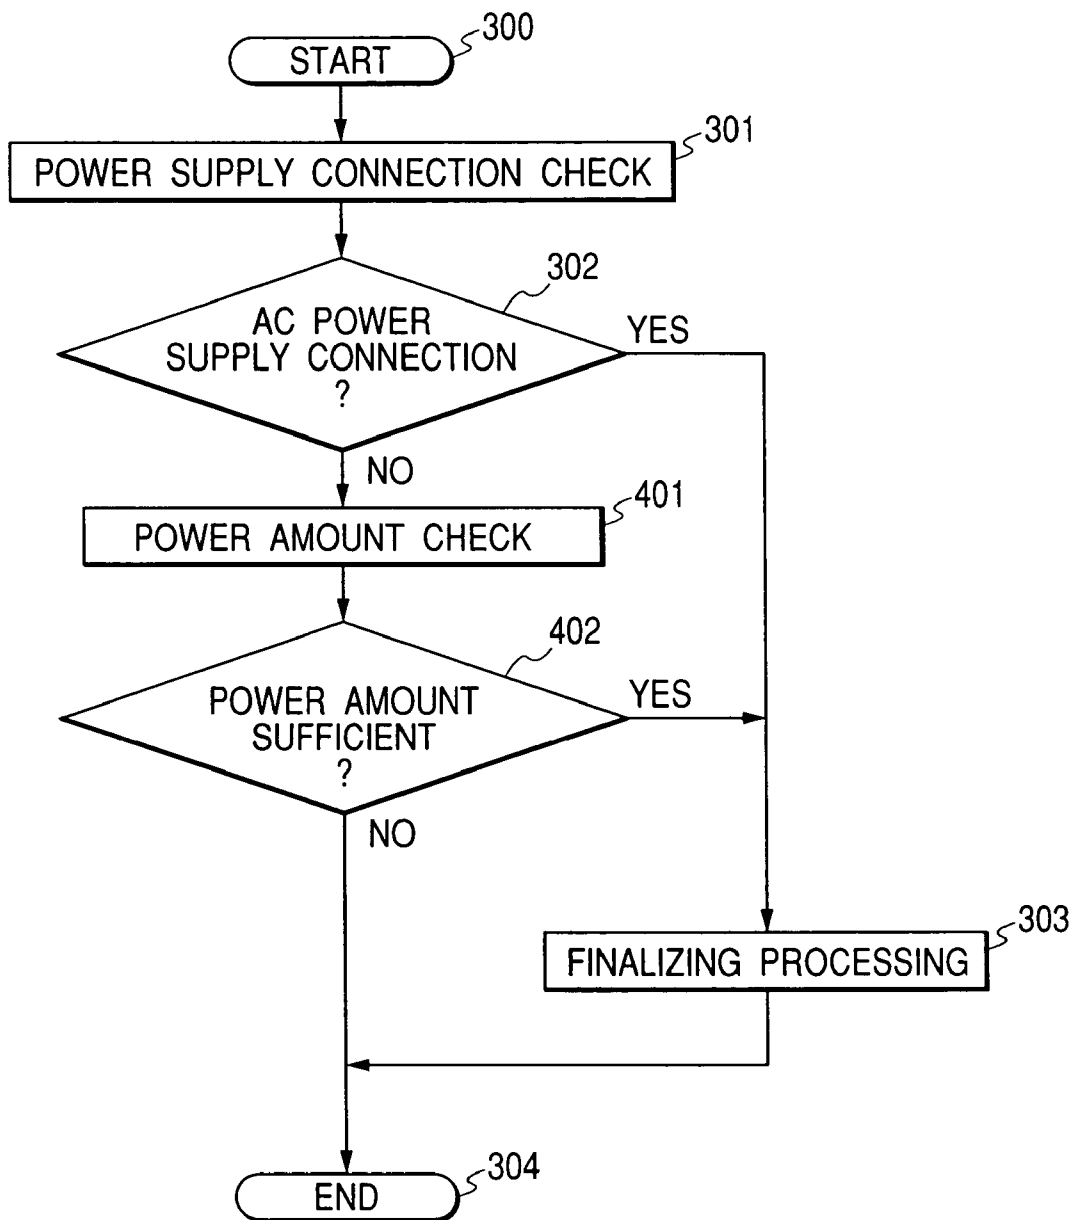 300
START
301
POWER SUPPLY CONNECTION CHECK
302
AC POWER
SUPPLY CONNECTION
?
YES
NO
401
POWER AMOUNT CHECK
402
POWER AMOUNT
SUFFICIENT
?
YES
NO
303
FINALIZING PROCESSING
304
END